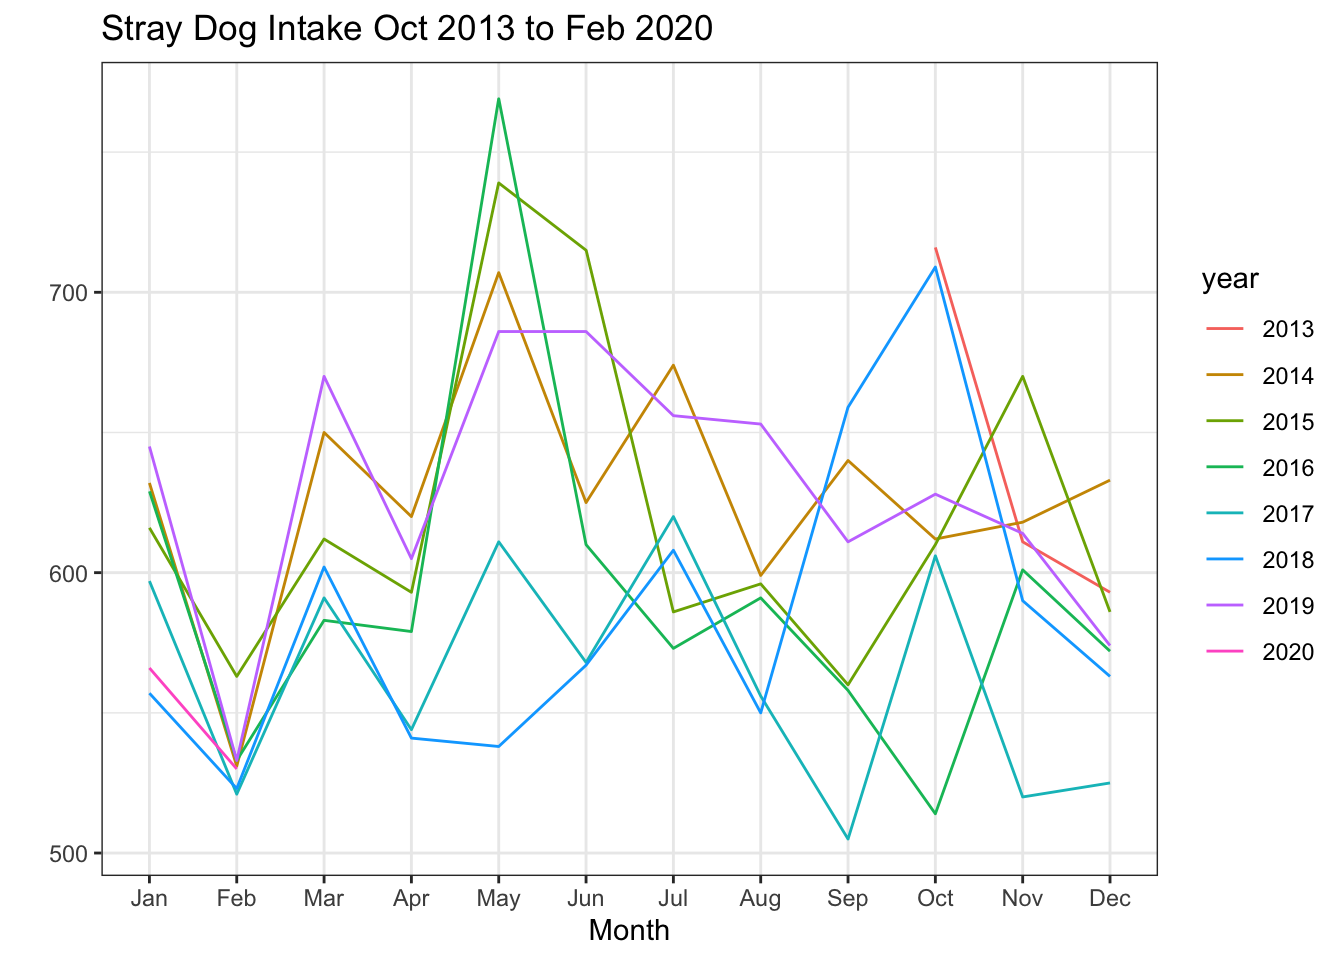 Stray Dog Intake Oct 2013 to Feb 2020
700
600
500
Jan Feb Mar Apr May Jun Jul Aug Sep Oct Nov Dec
Month
year
2013
2014
2015
2016
2017
2018
2019
2020